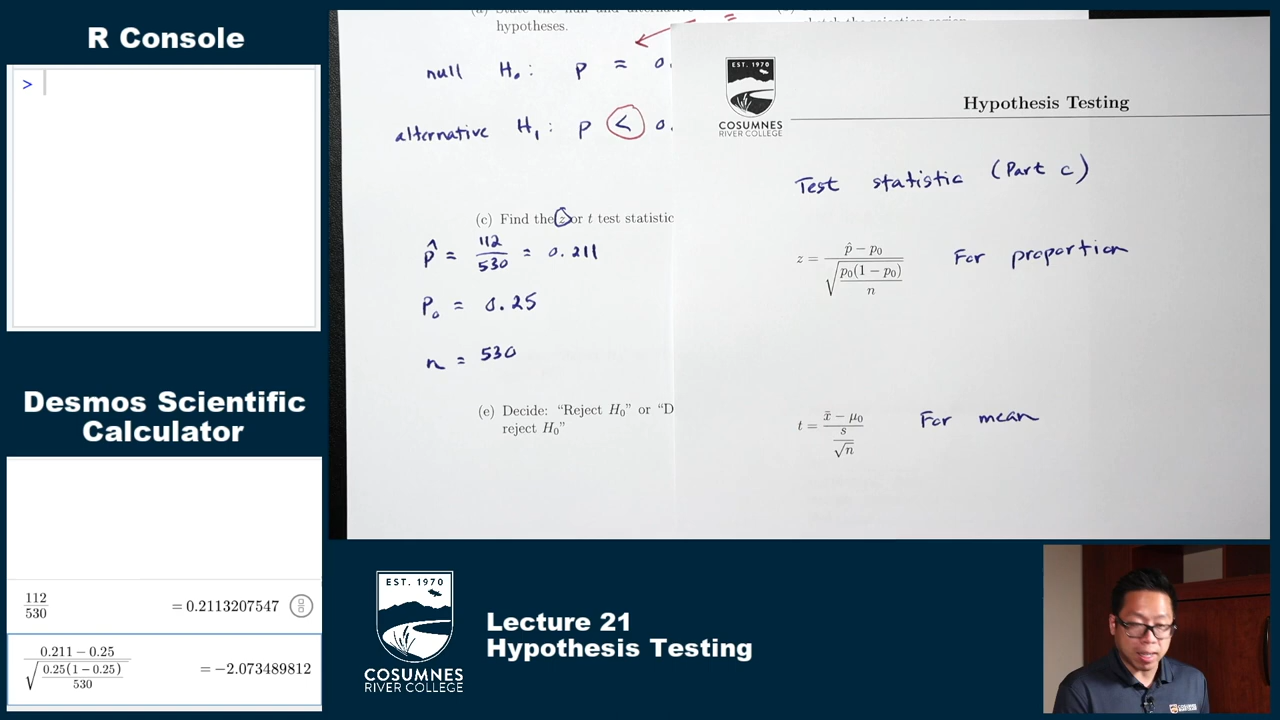 R Console
>
Desmos Scientific
Calculator
112
530
= 0.2113207547
0.211 − 0.25
√ 0.25(1 − 0.25)
530
= −2.073489812
hypotheses.
=
null H₀ : p = 0.
alternative H₁ : p < 0.
(c) Find the z or t test statistic
p̂ = 112/530 = 0.211
P₀ = 0.25
n = 530
(e) Decide: “Reject H₀” or “D
reject H₀”
EST. 1970
COSUMNES
RIVER COLLEGE
Hypothesis Testing
Test statistic (Part c)
z = p̂ − p₀ / √ p₀(1 − p₀) / n For proportion
t = x̄ − μ₀ / s / √n For mean
EST. 1970
COSUMNES
RIVER COLLEGE
Lecture 21
Hypothesis Testing